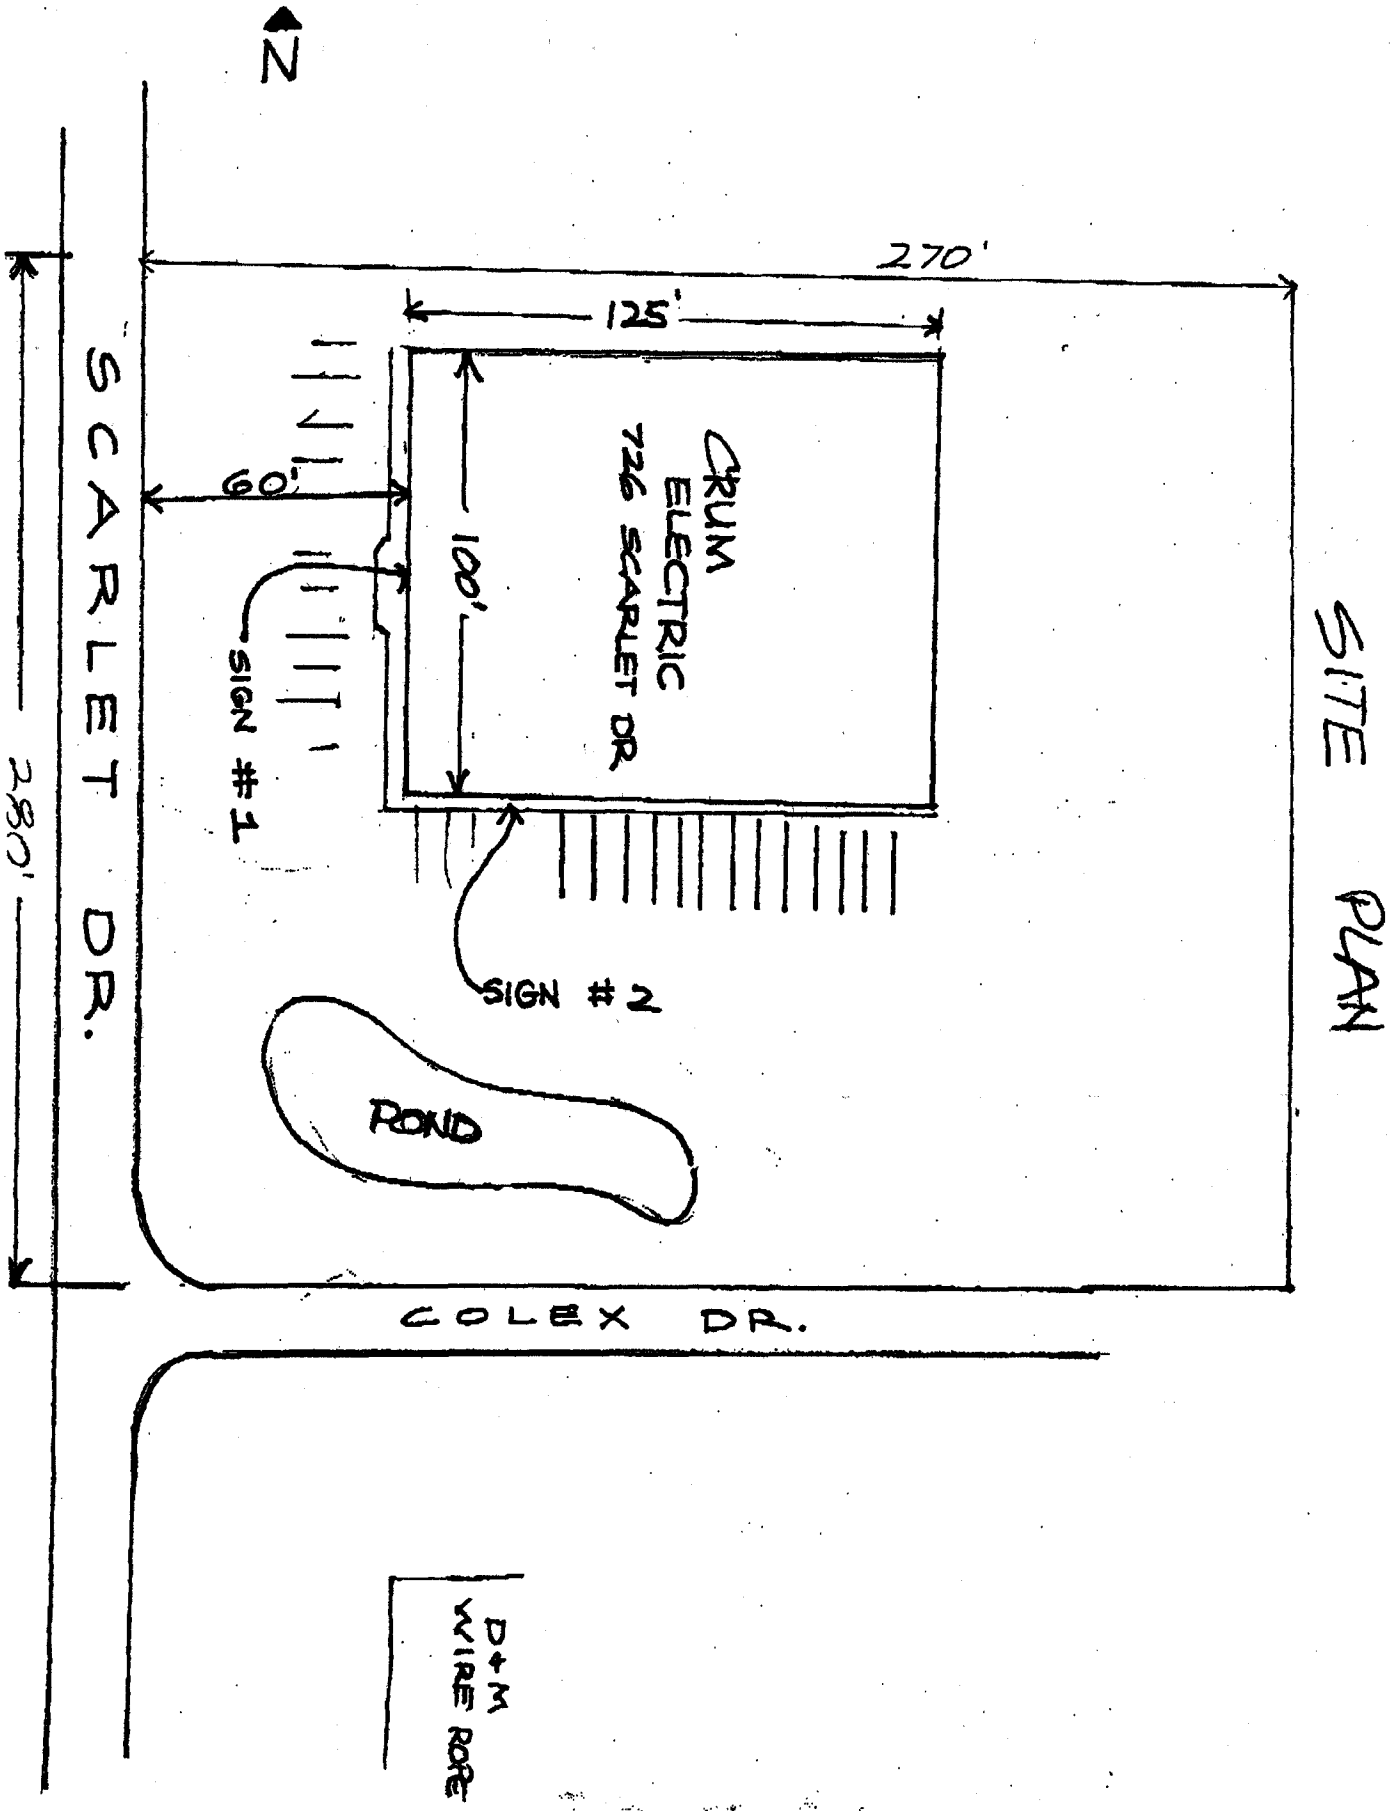 SITE PLAN
270'
125'
CRUM
ELECTRIC
726 SCARLET DR
100'
60'
SIGN #1
SIGN #2
POND
SCARLET DR.
280'
COLEX DR.
D+M
WIRE ROPE
N